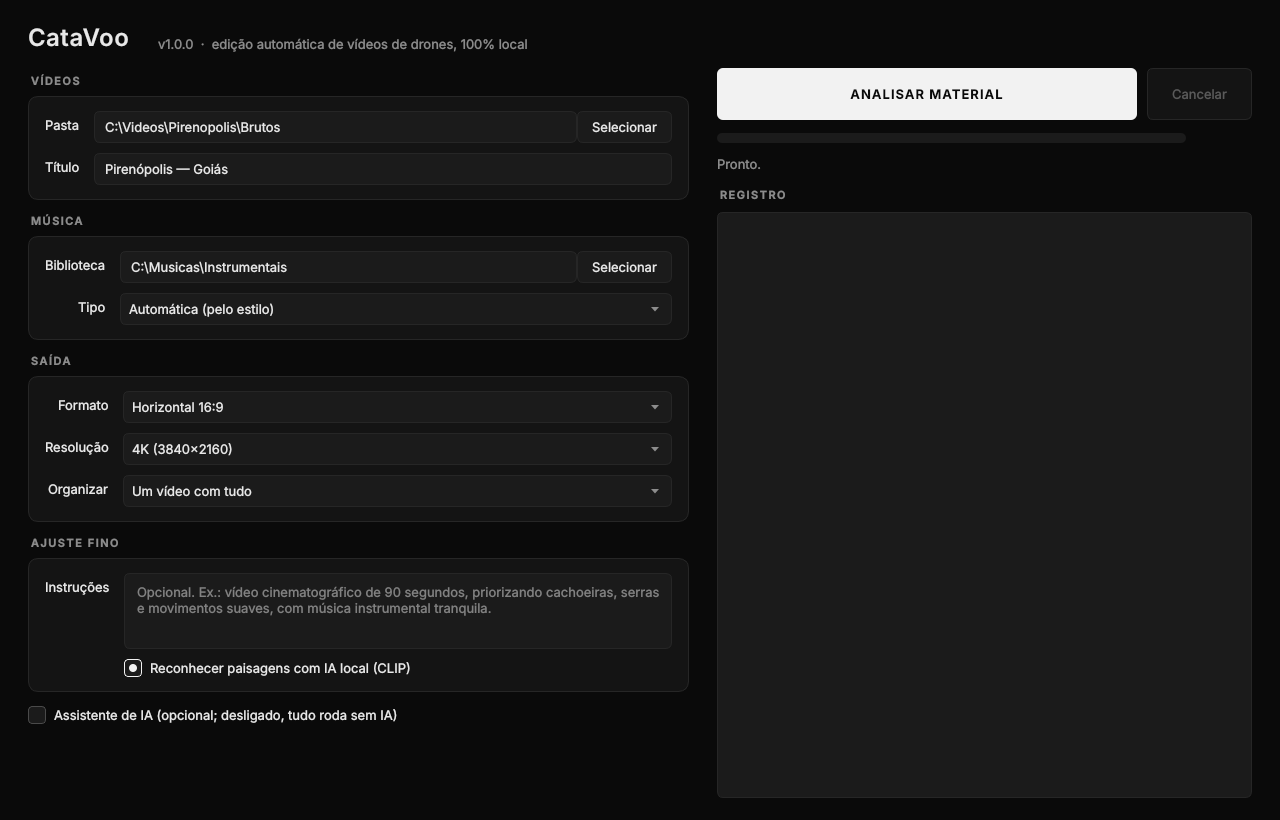 CataVoo
v1.0.0 · edição automática de vídeos de drones, 100% local
VÍDEOS
Pasta
C:\Videos\Pirenopolis\Brutos
Selecionar
Título
Pirenópolis — Goiás
MÚSICA
Biblioteca
C:\Musicas\Instrumentais
Selecionar
Tipo
Automática (pelo estilo)
SAÍDA
Formato
Horizontal 16:9
Resolução
4K (3840×2160)
Organizar
Um vídeo com tudo
AJUSTE FINO
Instruções
Opcional. Ex.: vídeo cinematográfico de 90 segundos, priorizando cachoeiras, serras
e movimentos suaves, com música instrumental tranquila.
Reconhecer paisagens com IA local (CLIP)
Assistente de IA (opcional; desligado, tudo roda sem IA)
ANALISAR MATERIAL
Cancelar
Pronto.
REGISTRO